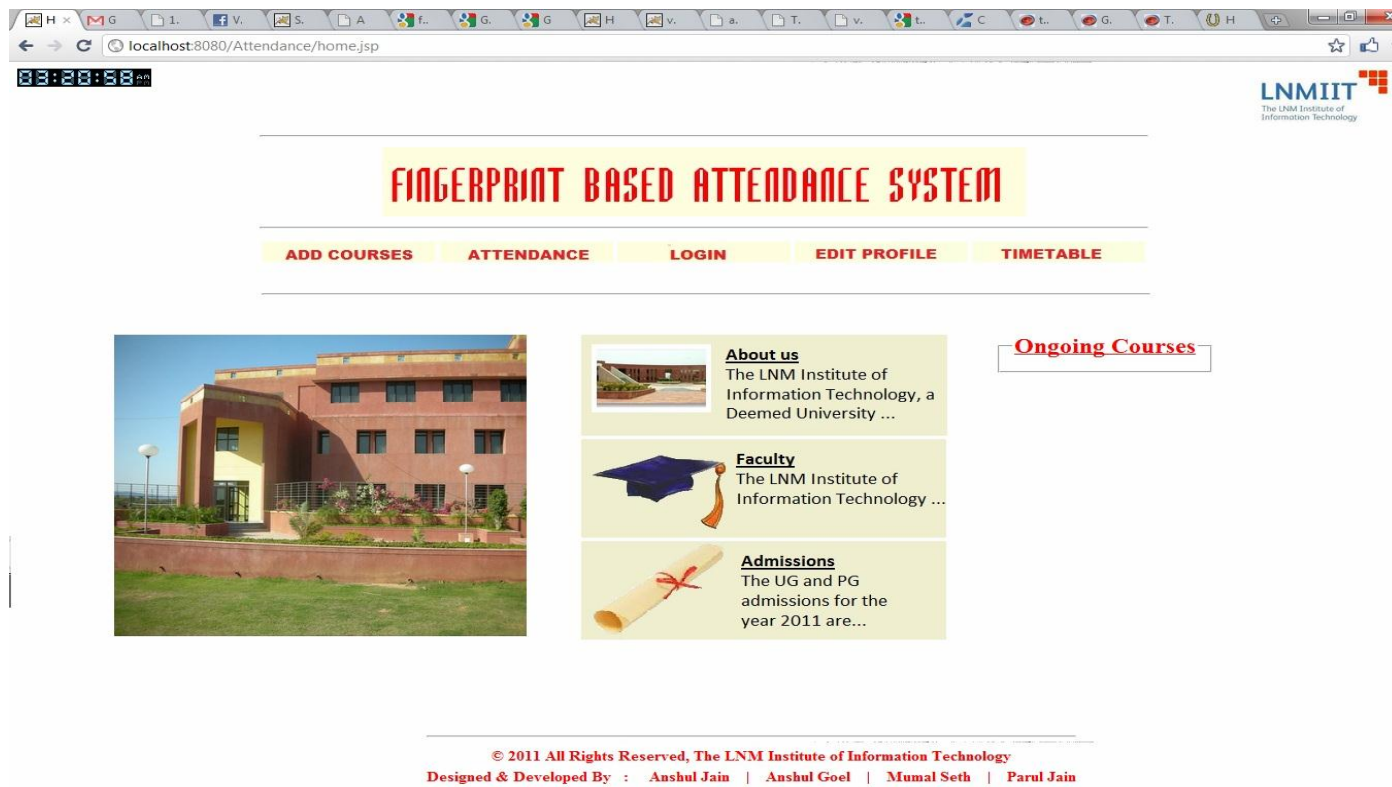 H G 1. V. S. A f.. G. G H v. a. T. v. t.. C t.. G. T. H
localhost:8080/Attendance/home.jsp
LNMIIT
The LNM Institute of
Information Technology
FINGERPRINT BASED ATTENDANCE SYSTEM
ADD COURSES ATTENDANCE LOGIN EDIT PROFILE TIMETABLE
About us
The LNM Institute of
Information Technology, a
Deemed University ...
Faculty
The LNM Institute of
Information Technology ...
Admissions
The UG and PG
admissions for the
year 2011 are...
Ongoing Courses
© 2011 All Rights Reserved, The LNM Institute of Information Technology
Designed & Developed By : Anshul Jain | Anshul Goel | Mumal Seth | Parul Jain